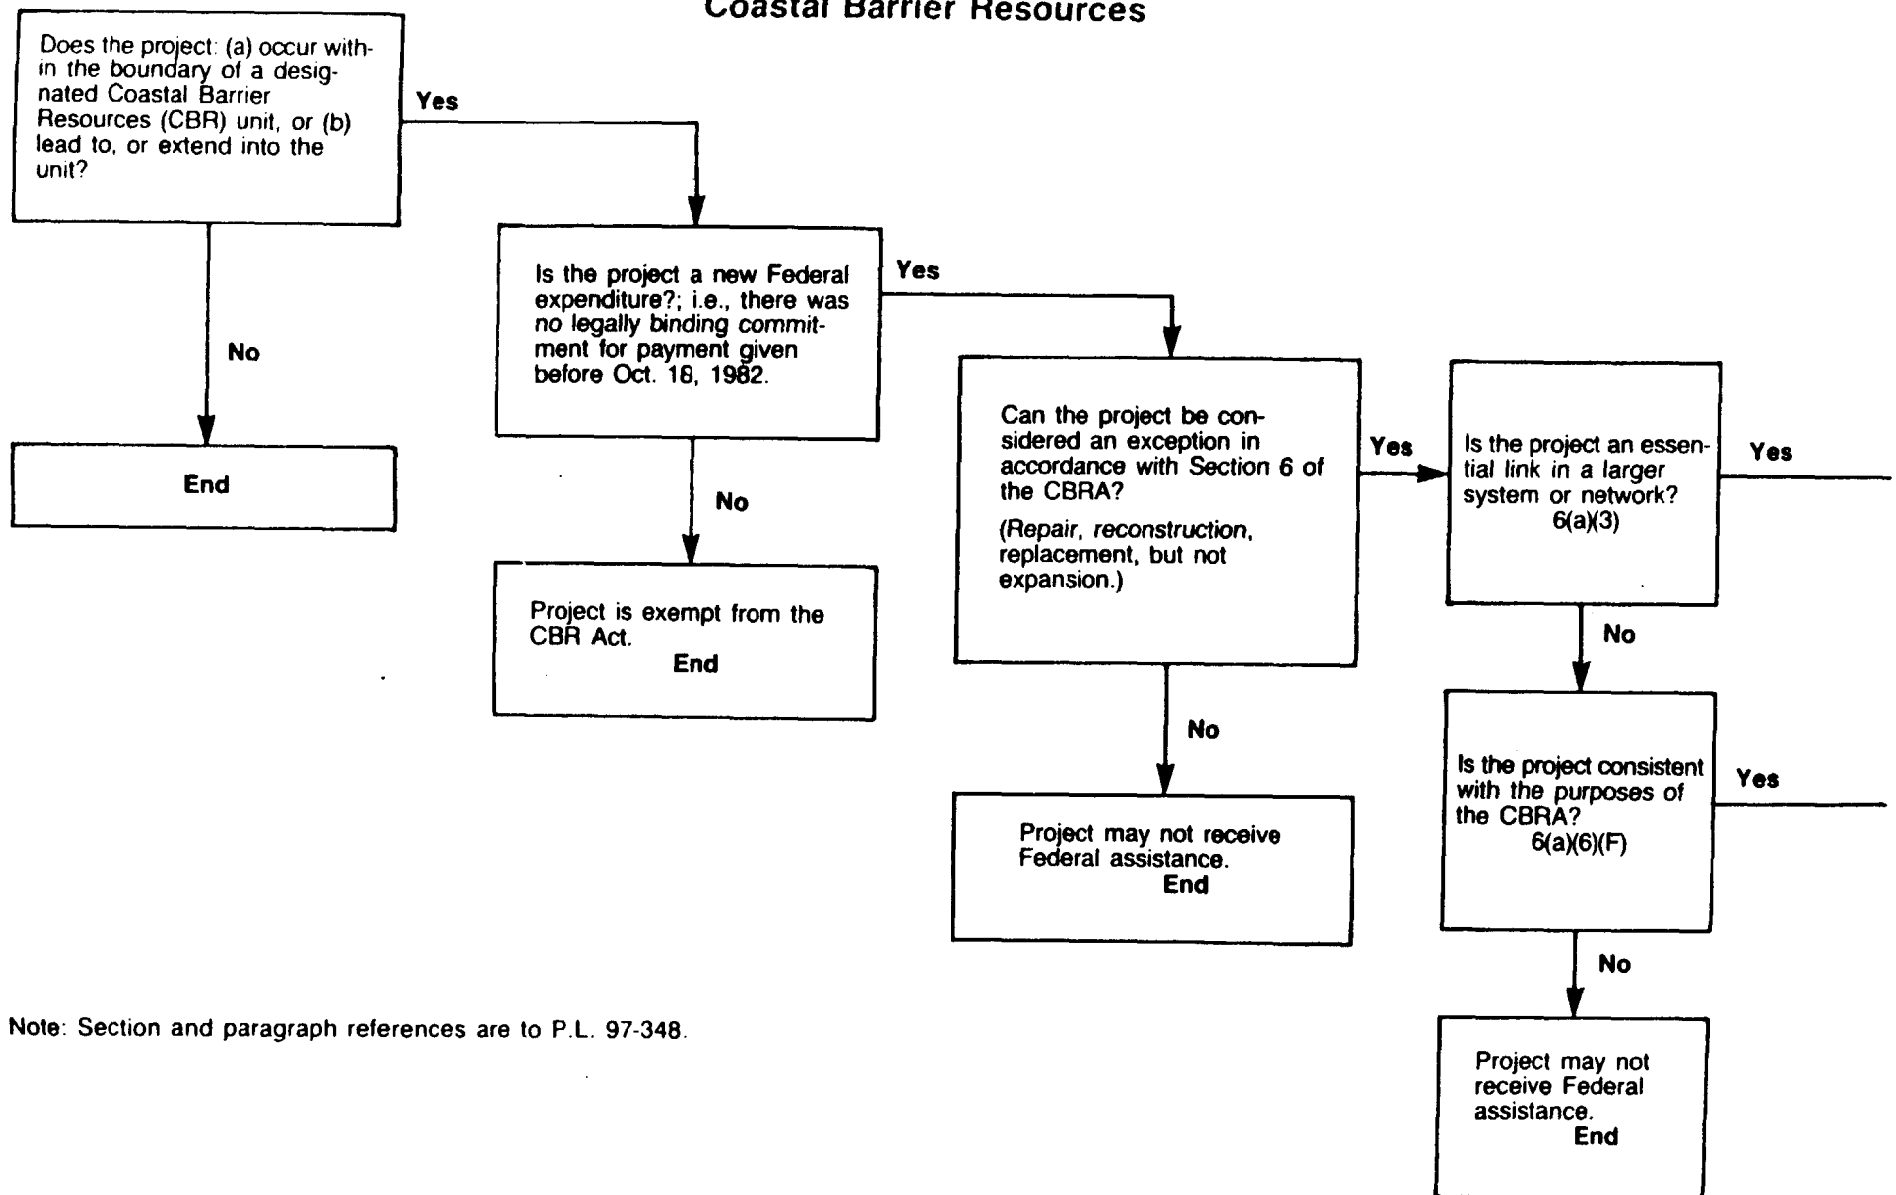 Coastal Barrier Resources
Does the project: (a) occur with-
in the boundary of a desig-
nated Coastal Barrier
Resources (CBR) unit, or (b)
lead to, or extend into the
unit?
Yes
No
End
Is the project a new Federal
expenditure?; i.e., there was
no legally binding commit-
ment for payment given
before Oct. 18, 1982.
Yes
No
Project is exempt from the
CBR Act.
End
Can the project be con-
sidered an exception in
accordance with Section 6 of
the CBRA?
(Repair, reconstruction,
replacement, but not
expansion.)
Yes
No
Project may not receive
Federal assistance.
End
Is the project an essen-
tial link in a larger
system or network?
6(a)(3)
Yes
No
Is the project consistent
with the purposes of
the CBRA?
6(a)(6)(F)
Yes
No
Project may not
receive Federal
assistance.
End
Note: Section and paragraph references are to P.L. 97-348.